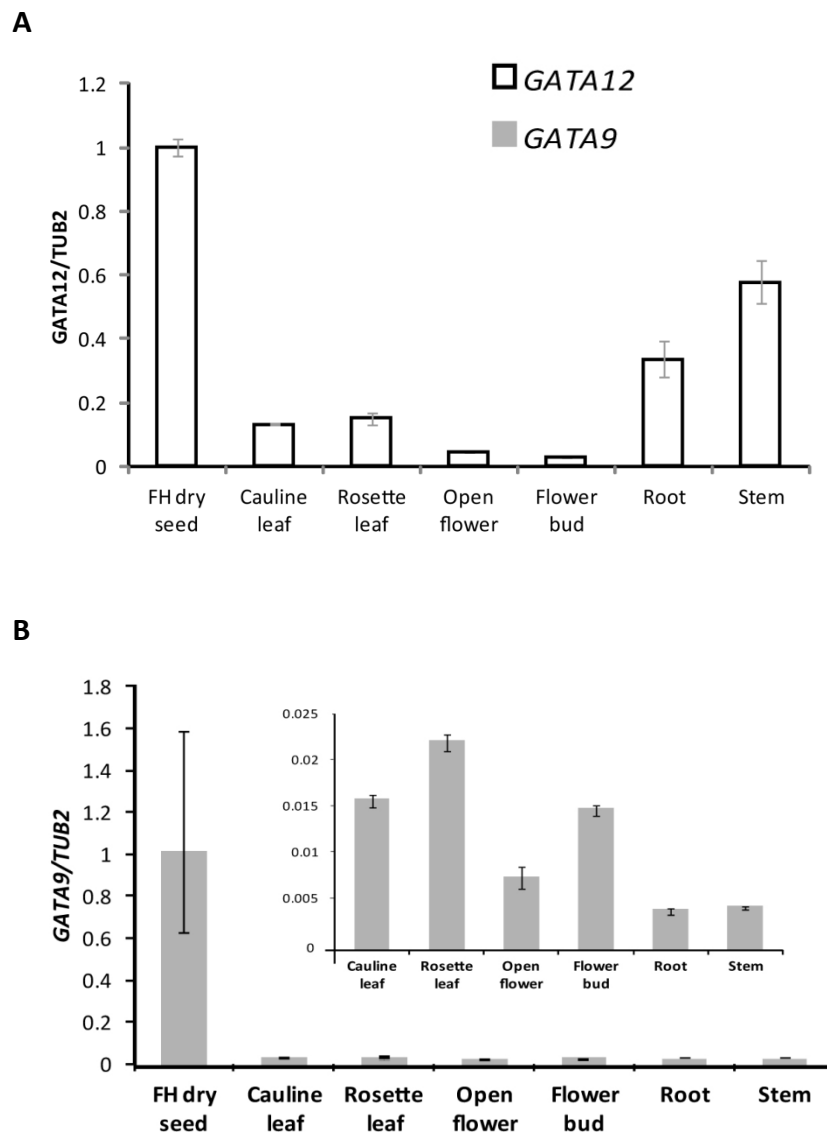 A
GATA12
GATA9
GATA12/TUB2
1.2
1
0.8
0.6
0.4
0.2
0
FH dry seed
Cauline leaf
Rosette leaf
Open flower
Flower bud
Root
Stem
B
GATA9/TUB2
1.8
1.6
1.4
1.2
1
0.8
0.6
0.4
0.2
0
0.025
0.02
0.015
0.01
0.005
0
Cauline leaf
Rosette leaf
Open flower
Flower bud
Root
Stem
FH dry seed
Cauline leaf
Rosette leaf
Open flower
Flower bud
Root
Stem